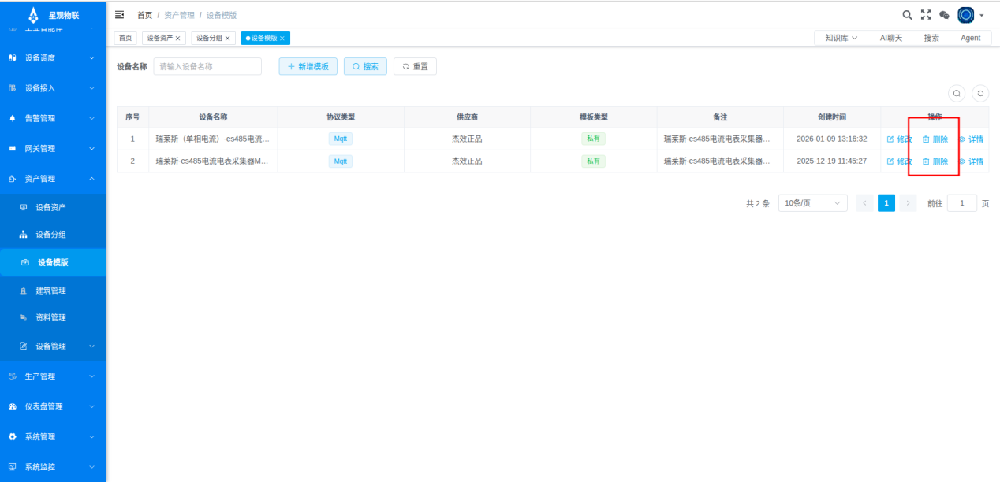 星观物联
首页 / 资产管理 / 设备模版
首页 设备资产 × 设备分组 × 设备模版 ×
知识库 AI聊天 搜索 Agent
设备调度
设备接入
告警管理
网关管理
资产管理
设备资产
设备分组
设备模版
建筑管理
资料管理
设备管理
生产管理
仪表盘管理
系统管理
系统监控
设备名称 请输入设备名称 新增模板 搜索 重置
序号 设备名称 协议类型 供应商 模板类型 备注 创建时间 操作
1 瑞莱斯（单相电流）-es485电流... Mqtt 杰效正品 私有 瑞莱斯-es485电流电表采集器... 2026-01-09 13:16:32 修改 删除 详情
2 瑞莱斯-es485电流电表采集器M... Mqtt 杰效正品 私有 瑞莱斯-es485电流电表采集器... 2025-12-19 11:45:27 修改 删除 详情
共 2 条 10条/页 1 前往 1 页